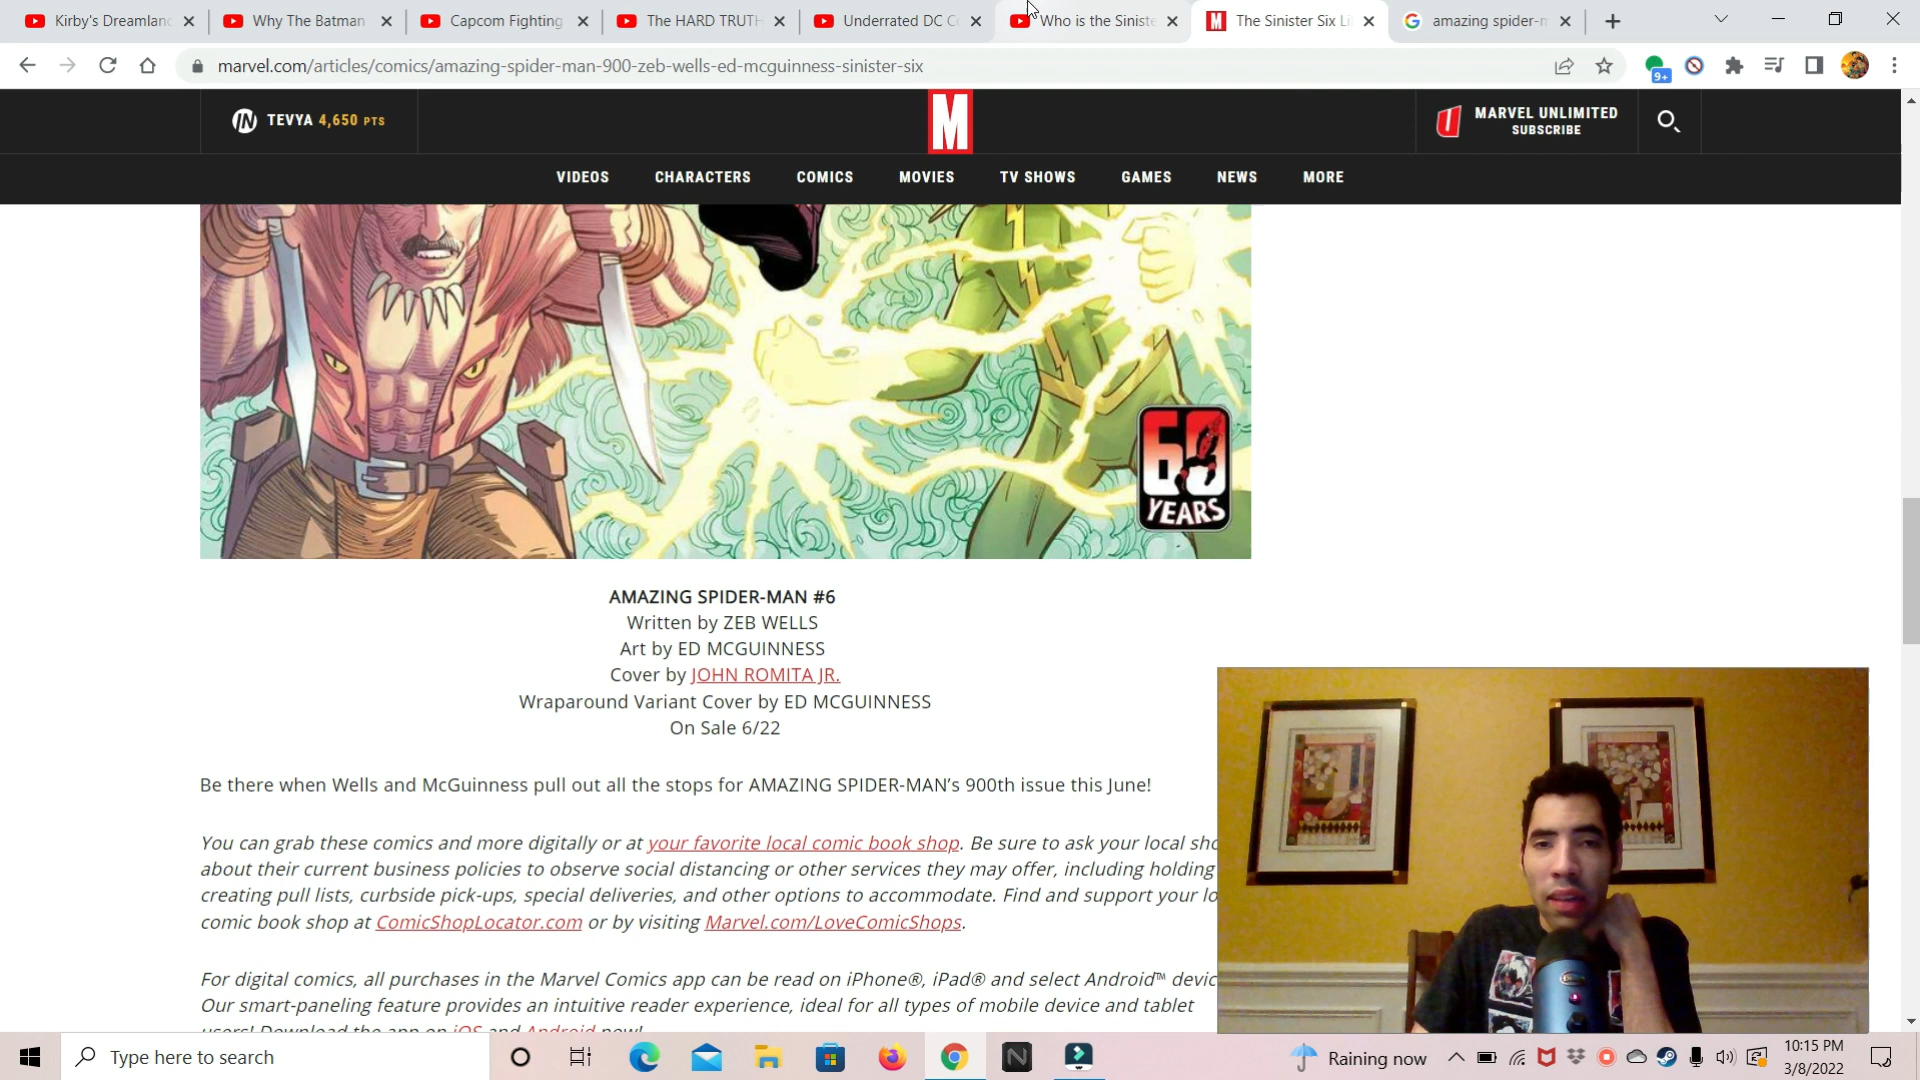 Kirby's Dreamland
Why The Batman
Capcom Fighting
The HARD TRUTH
Underrated DC C
Who is the Siniste
The Sinister Six Li
amazing spider-m
marvel.com/articles/comics/amazing-spider-man-900-zeb-wells-ed-mcguinness-sinister-six
9+
TEVYA 4,650 PTS
MARVEL UNLIMITED
SUBSCRIBE
VIDEOS CHARACTERS COMICS MOVIES TV SHOWS GAMES NEWS MORE
60
YEARS
AMAZING SPIDER-MAN #6
Written by ZEB WELLS
Art by ED MCGUINNESS
Cover by JOHN ROMITA JR.
Wraparound Variant Cover by ED MCGUINNESS
On Sale 6/22
Be there when Wells and McGuinness pull out all the stops for AMAZING SPIDER-MAN's 900th issue this June!
You can grab these comics and more digitally or at your favorite local comic book shop. Be sure to ask your local sho
about their current business policies to observe social distancing or other services they may offer, including holding
creating pull lists, curbside pick-ups, special deliveries, and other options to accommodate. Find and support your lo
comic book shop at ComicShopLocator.com or by visiting Marvel.com/LoveComicShops.
For digital comics, all purchases in the Marvel Comics app can be read on iPhone®, iPad® and select Android™ devic
Our smart-paneling feature provides an intuitive reader experience, ideal for all types of mobile device and tablet
users! Download the app on iOS and Android now!
Type here to search
Raining now
10:15 PM
3/8/2022